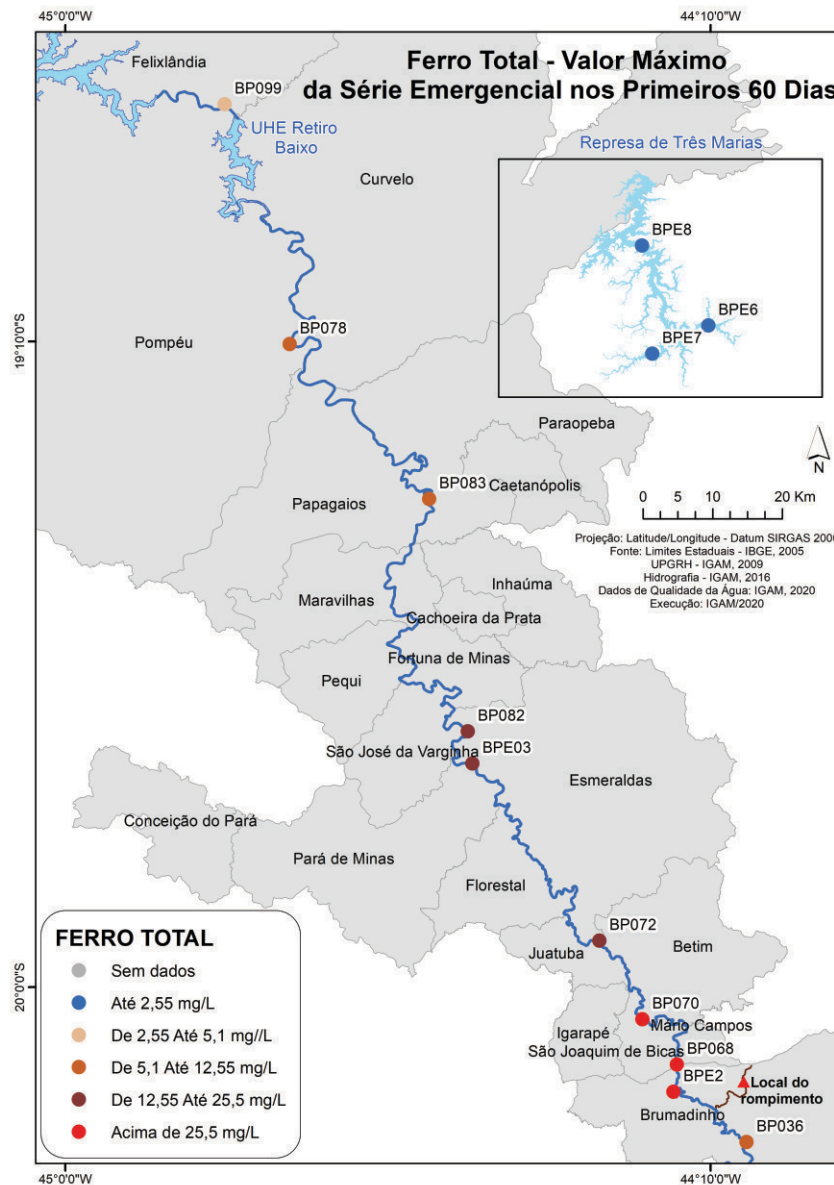 45°0'0"W
44°10'0"W
Ferro Total - Valor Máximo
da Série Emergencial nos Primeiros 60 Dias
Felixlândia
BP099
UHE Retiro
Baixo
Represa de Três Marias
Curvelo
BPE8
BPE6
BPE7
19°10'0"S
BP078
Pompéu
Paraopeba
N
BP083
Caetanópolis
Papagaios
0 5 10 20 Km
Projeção: Latitude/Longitude - Datum SIRGAS 2000
Fonte: Limites Estaduais - IBGE, 2005
UPGRH - IGAM, 2009
Hidrografia - IGAM, 2016
Dados de Qualidade da Água: IGAM, 2020
Execução: IGAM/2020
Inhaúma
Maravilhas
Cachoeira da Prata
Fortuna de Minas
Pequi
BP082
São José da Varginha
BPE03
Esmeraldas
Conceição do Pará
Pará de Minas
Florestal
BP072
Betim
Juatuba
20°0'0"S
BP070
Mário Campos
Igarapé
São Joaquim de Bicas
BP068
BPE2
Local do
rompimento
Brumadinho
BP036
FERRO TOTAL
Sem dados
Até 2,55 mg/L
De 2,55 Até 5,1 mg//L
De 5,1 Até 12,55 mg/L
De 12,55 Até 25,5 mg/L
Acima de 25,5 mg/L
45°0'0"W
44°10'0"W